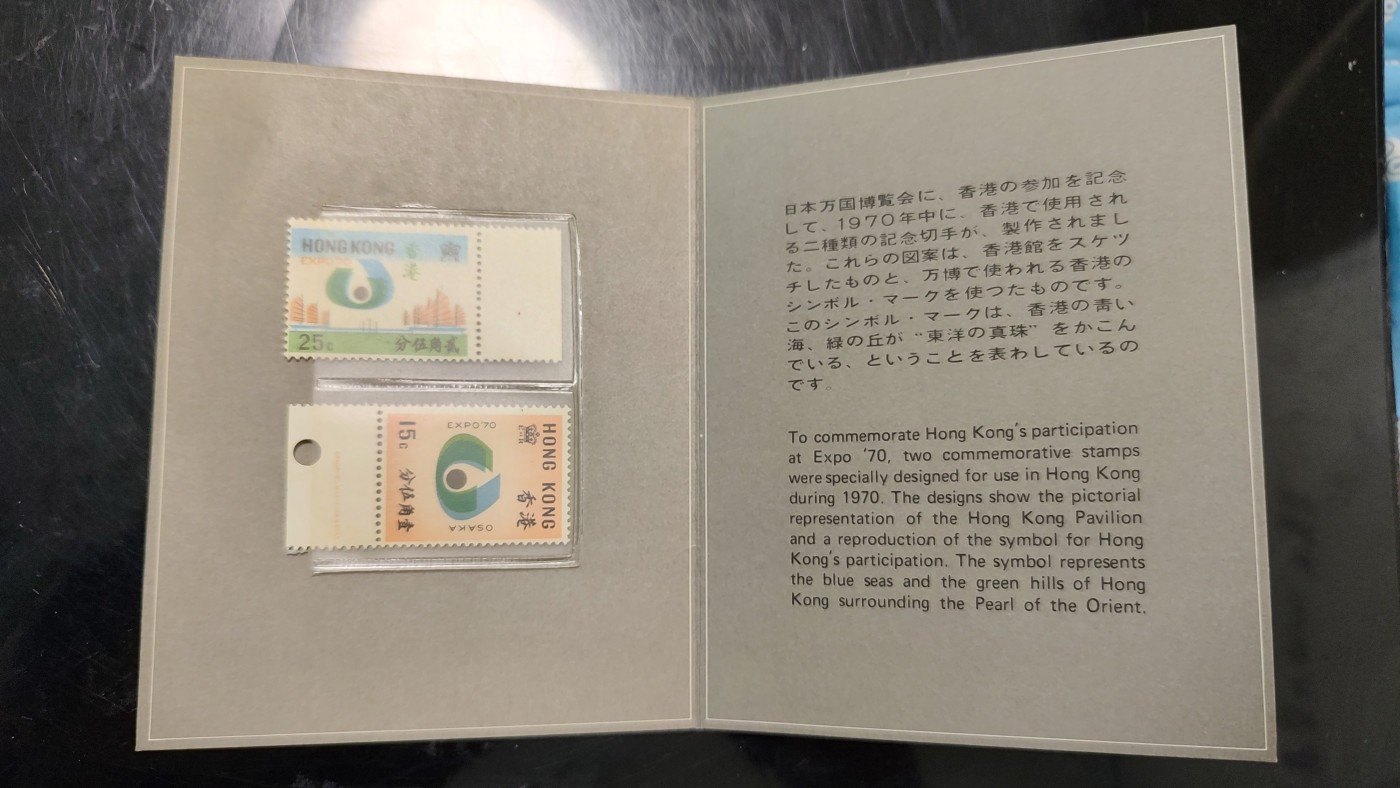 HONG KONG 香港
EXPO'70
25c 分伍角貳
15c 分伍角壹
EXPO'70
OSAKA
E II R
HONG KONG 香港
日本万国博覧会に、香港の参加を記念
して、1970年中に、香港で使用され
る二種類の記念切手が、製作されまし
た。これらの図案は、香港館をスケツ
チしたものと、万博で使われる香港の
シンボル・マークを使つたものです。
このシンボル・マークは、香港の青い
海、緑の丘が“東洋の真珠”をかこん
でいる、ということを表わしているの
です。
To commemorate Hong Kong's participation
at Expo '70, two commemorative stamps
were specially designed for use in Hong Kong
during 1970. The designs show the pictorial
representation of the Hong Kong Pavilion
and a reproduction of the symbol for Hong
Kong's participation. The symbol represents
the blue seas and the green hills of Hong
Kong surrounding the Pearl of the Orient.